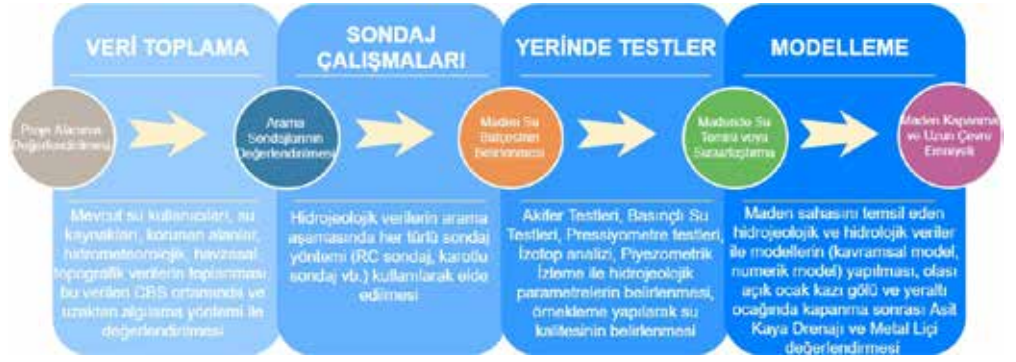 VERİ TOPLAMA
SONDAJ
ÇALIŞMALARI
YERİNDE TESTLER
MODELLEME
Proje Alanının
Değerlendirilmesi
Arama
Sondajlarının
Değerlendirilmesi
Maden Su
Bütçesinin
Belirlenmesi
Madende Su
Temini veya
Susuzlaştırma
Maden Kapanma
ve Uzun Çevre
Emniyeti
Mevcut su kullanıcıları, su
kaynakları, korunan alanlar,
hidrometeorolojik, havzasal,
topografik verilerin toplanması,
bu verileri CBS ortamında ve
uzaktan algılama yöntemi ile
değerlendirilmesi
Hidrojeolojik verilerin arama
aşamasında her türlü sondaj
yöntemi (RC sondaj, karotlu
sondaj vb.) kullanılarak elde
edilmesi
Akifer Testleri, Basınçlı Su
Testleri, Pressiyometre testleri,
İzotop analizi, Piyezometrik
İzleme ile hidrojeolojik
parametrelerin belirlenmesi,
örnekleme yapılarak su
kalitesinin belirlenmesi
Maden sahasını temsil eden
hidrojeolojik ve hidrolojik veriler
ile modellerin (kavramsal model,
numerik model) yapılması, olası
açık ocak kazı gölü ve yeraltı
ocağında kapanma sonrası Asit
Kaya Drenajı ve Metal Liçi
değerlendirmesi